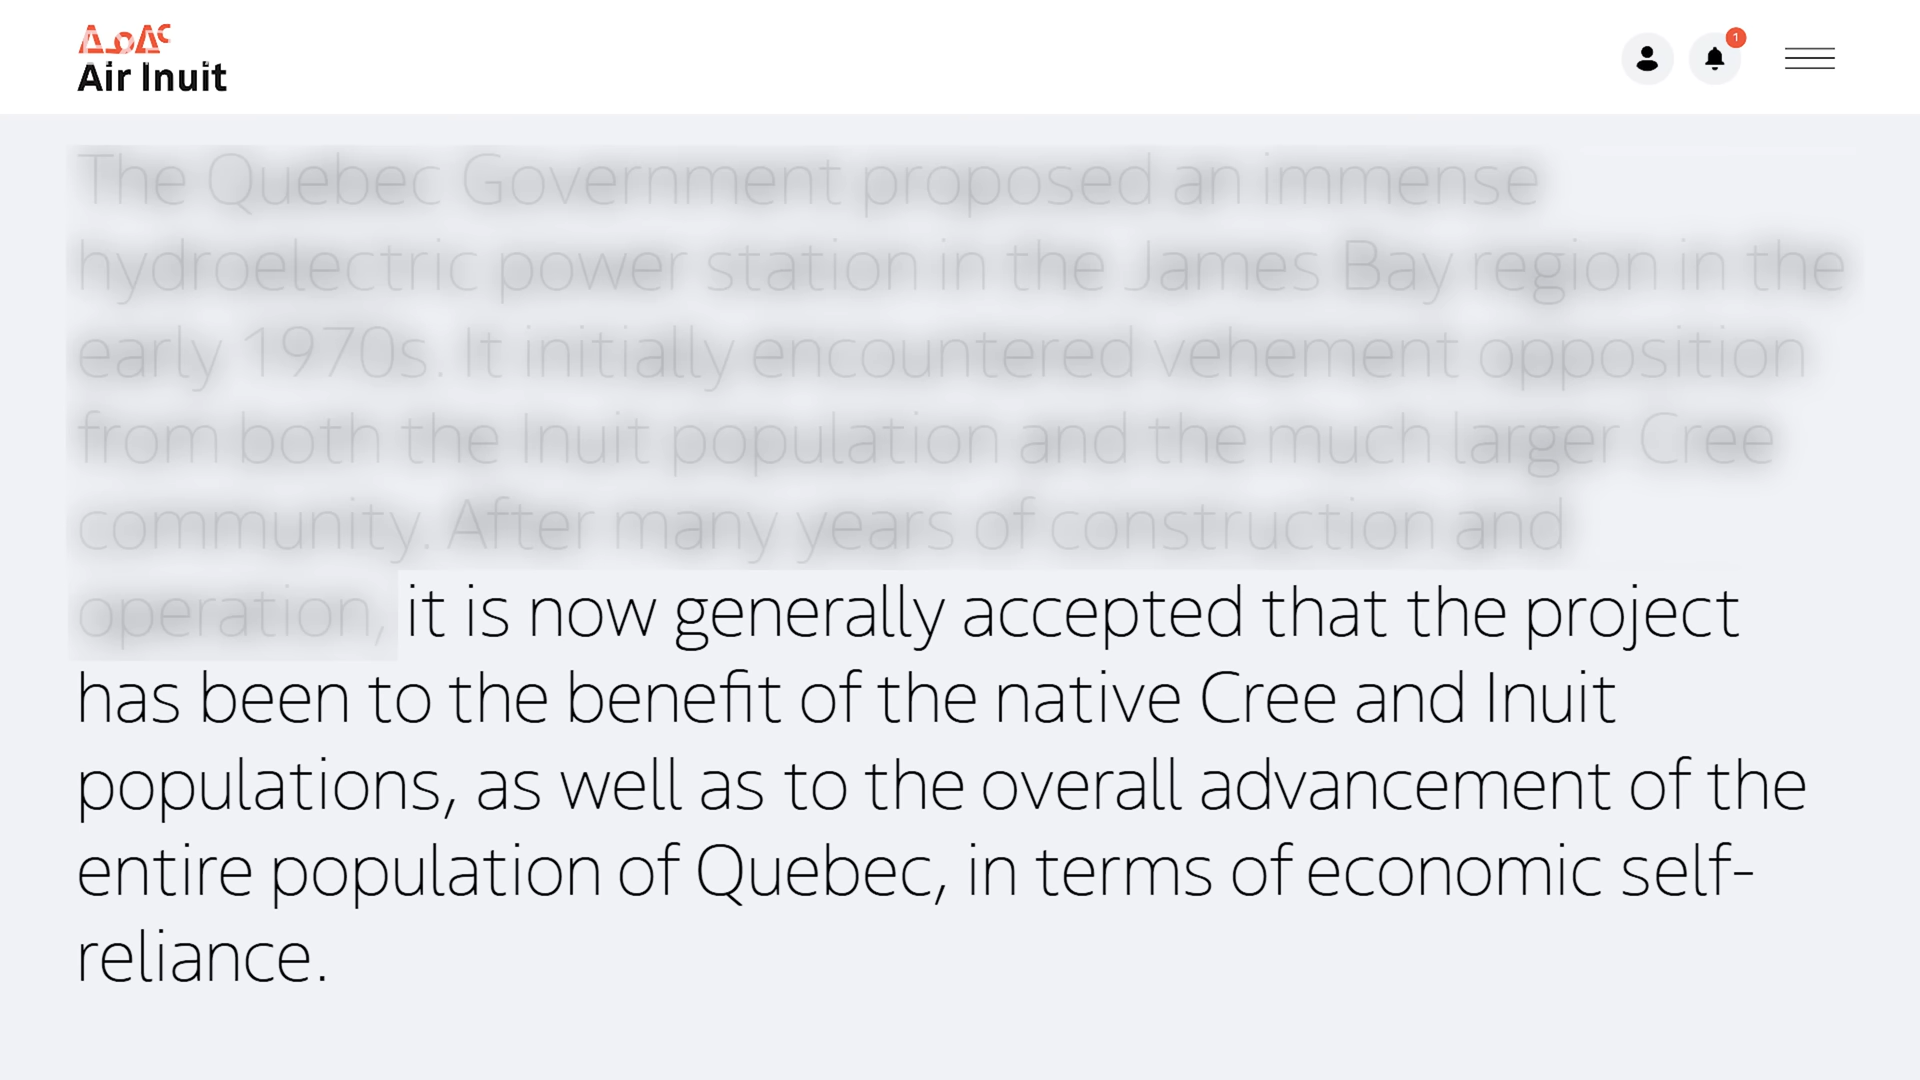 ᐃᓄᐃᑦ
Air Inuit
1
The Quebec Government proposed an immense
hydroelectric power station in the James Bay region in the
early 1970s. It initially encountered vehement opposition
from both the Inuit population and the much larger Cree
community. After many years of construction and
operation, it is now generally accepted that the project
has been to the benefit of the native Cree and Inuit
populations, as well as to the overall advancement of the
entire population of Quebec, in terms of economic self-
reliance.